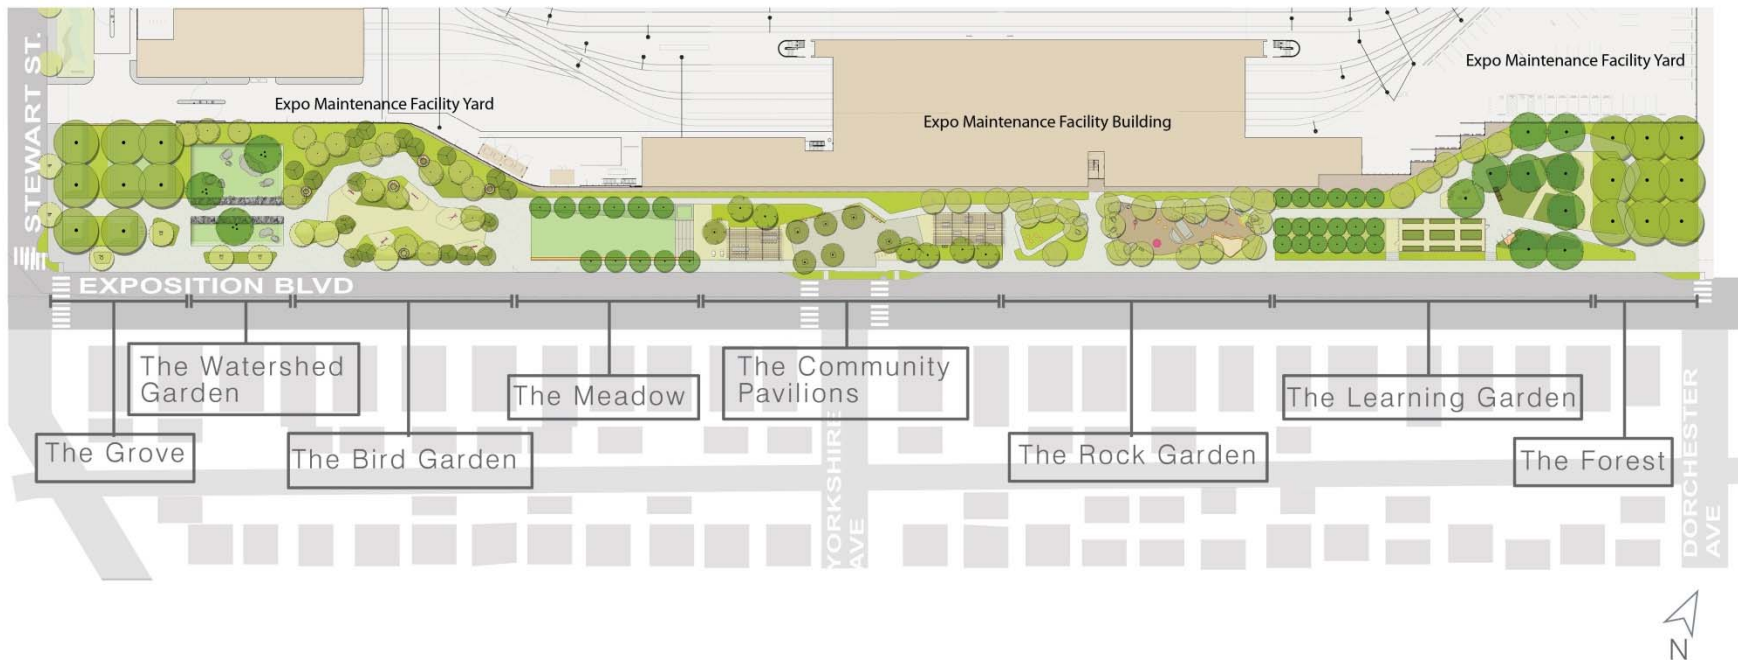 STEWART ST.
Expo Maintenance Facility Yard
Expo Maintenance Facility Building
Expo Maintenance Facility Yard
EXPOSITION BLVD
The Grove
The Watershed
Garden
The Bird Garden
The Meadow
The Community
Pavilions
The Rock Garden
The Learning Garden
The Forest
YORKSHIRE
AVE
DORCHESTER
AVE
N